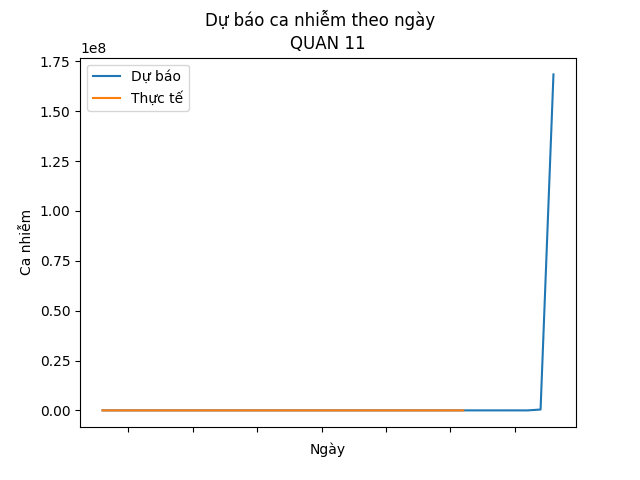 Dự báo ca nhiễm theo ngày
QUAN 11
1e8
Dự báo
Thực tế
1.75
1.50
1.25
1.00
0.75
0.50
0.25
0.00
Ca nhiễm
Ngày